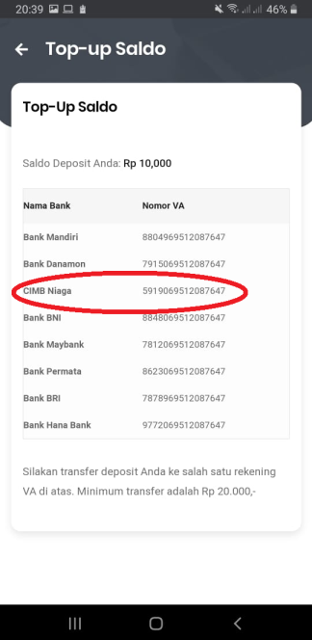 20:39 46%
Top-up Saldo
Top-Up Saldo
Saldo Deposit Anda: Rp 10,000
Nama Bank Nomor VA
Bank Mandiri 8804969512087647
Bank Danamon 7915069512087647
CIMB Niaga 5919069512087647
Bank BNI 8848069512087647
Bank Maybank 7812069512087647
Bank Permata 8623069512087647
Bank BRI 7878969512087647
Bank Hana Bank 9772069512087647
Silakan transfer deposit Anda ke salah satu rekening
VA di atas. Minimum transfer adalah Rp 20.000,-